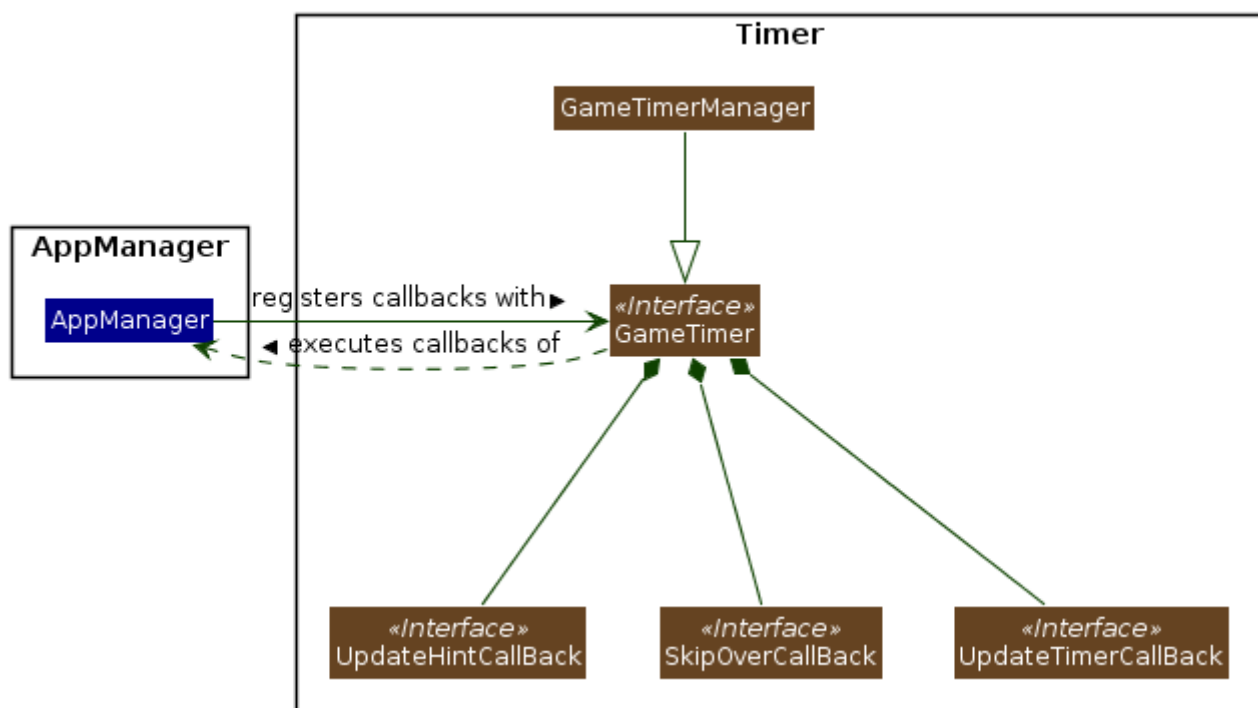 Timer
GameTimerManager
AppManager
AppManager
registers callbacks with ▶
◀ executes callbacks of
«Interface»
GameTimer
«Interface»
UpdateHintCallBack
«Interface»
SkipOverCallBack
«Interface»
UpdateTimerCallBack